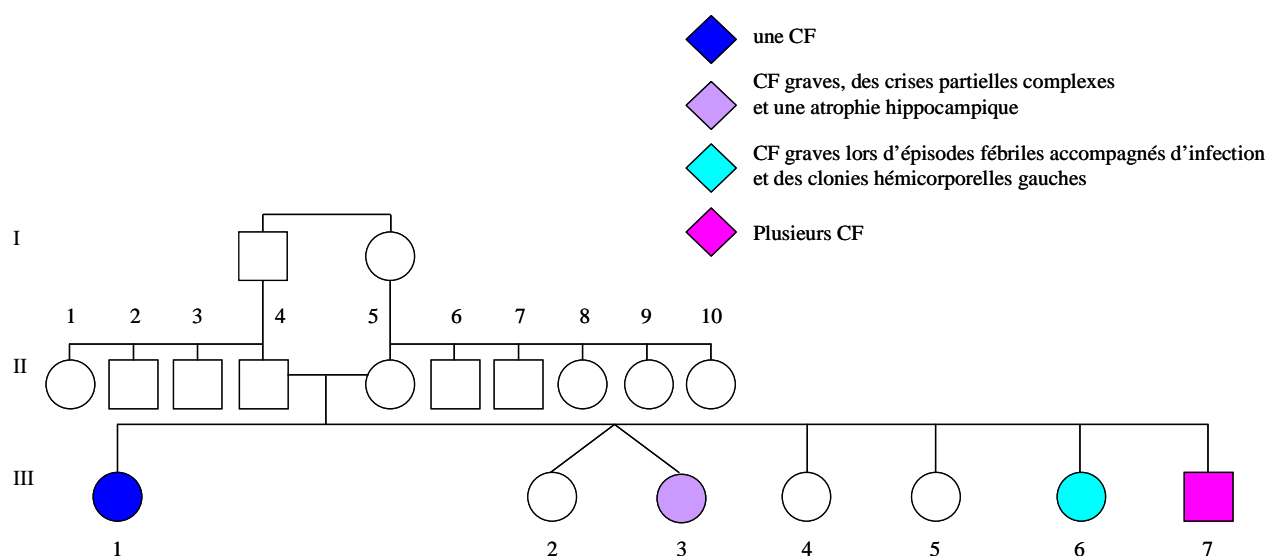 une CF
CF graves, des crises partielles complexes
et une atrophie hippocampique
CF graves lors d’épisodes fébriles accompagnés d’infection
et des clonies hémicorporelles gauches
Plusieurs CF
I
1 2 3 4 5 6 7 8 9 10
II
III
1 2 3 4 5 6 7